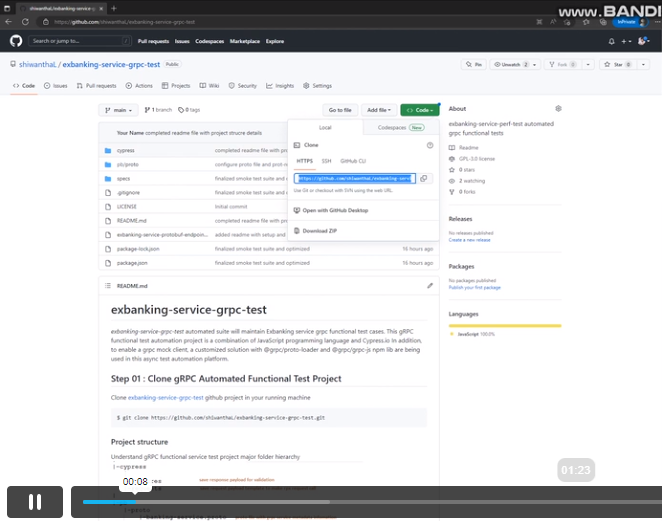 www.BANDI
shiwanthaL/exbanking-service-g
https://github.com/shiwanthaL/exbanking-service-grpc-test
InPrivate
Search or jump to...
Pull requests Issues Codespaces Marketplace Explore
shiwanthaL / exbanking-service-grpc-test Public
Pin Unwatch 2 Fork 0 Star 0
Code Issues Pull requests Actions Projects Wiki Security Insights Settings
main 1 branch 0 tags Go to file Add file Code
Your Name completed readme file with project strucre details
cypress completed readme file with pro
pb/proto configure proto file and prot-
specs finalized smoke test suite and
.gitignore finalized smoke test suite and
LICENSE Initial commit
README.md completed readme file with pro
exbanking-service-protobuf-endpoin... added readme with setup and
package-lock.json finalized smoke test suite and optimized 16 hours ago
package.json finalized smoke test suite and optimized 16 hours ago
Local Codespaces New
Clone
HTTPS SSH GitHub CLI
https://github.com/shiwanthaL/exbanking-serv
Use Git or checkout with SVN using the web URL.
Open with GitHub Desktop
Download ZIP
About
exbanking-service-perf-test automated
grpc functional tests
Readme
GPL-3.0 license
0 stars
2 watching
0 forks
Releases
No releases published
Create a new release
Packages
No packages published
Publish your first package
Languages
JavaScript 100.0%
README.md
exbanking-service-grpc-test
exbanking-service-grpc-test automated suite will maintain Exbanking service grpc functional test cases. This gRPC
functional test automation project is a combination of JavaScript programming language and Cypress.io In addition,
to enable a grpc mock client, a customized solution with @grpc/proto-loader and @grpc/grpc-js npm lib are being
used in this async test automation platform.
Step 01 : Clone gRPC Automated Functional Test Project
Clone exbanking-service-grpc-test github project in your running machine
$ git clone https://github.com/shiwanthaL/exbanking-service-grpc-test.git
Project structure
Understand gRPC functional service test project major folder hierarchy
|-cypress
save response payload for validation
00:08
01:23
|-proto
|-banking-service.proto